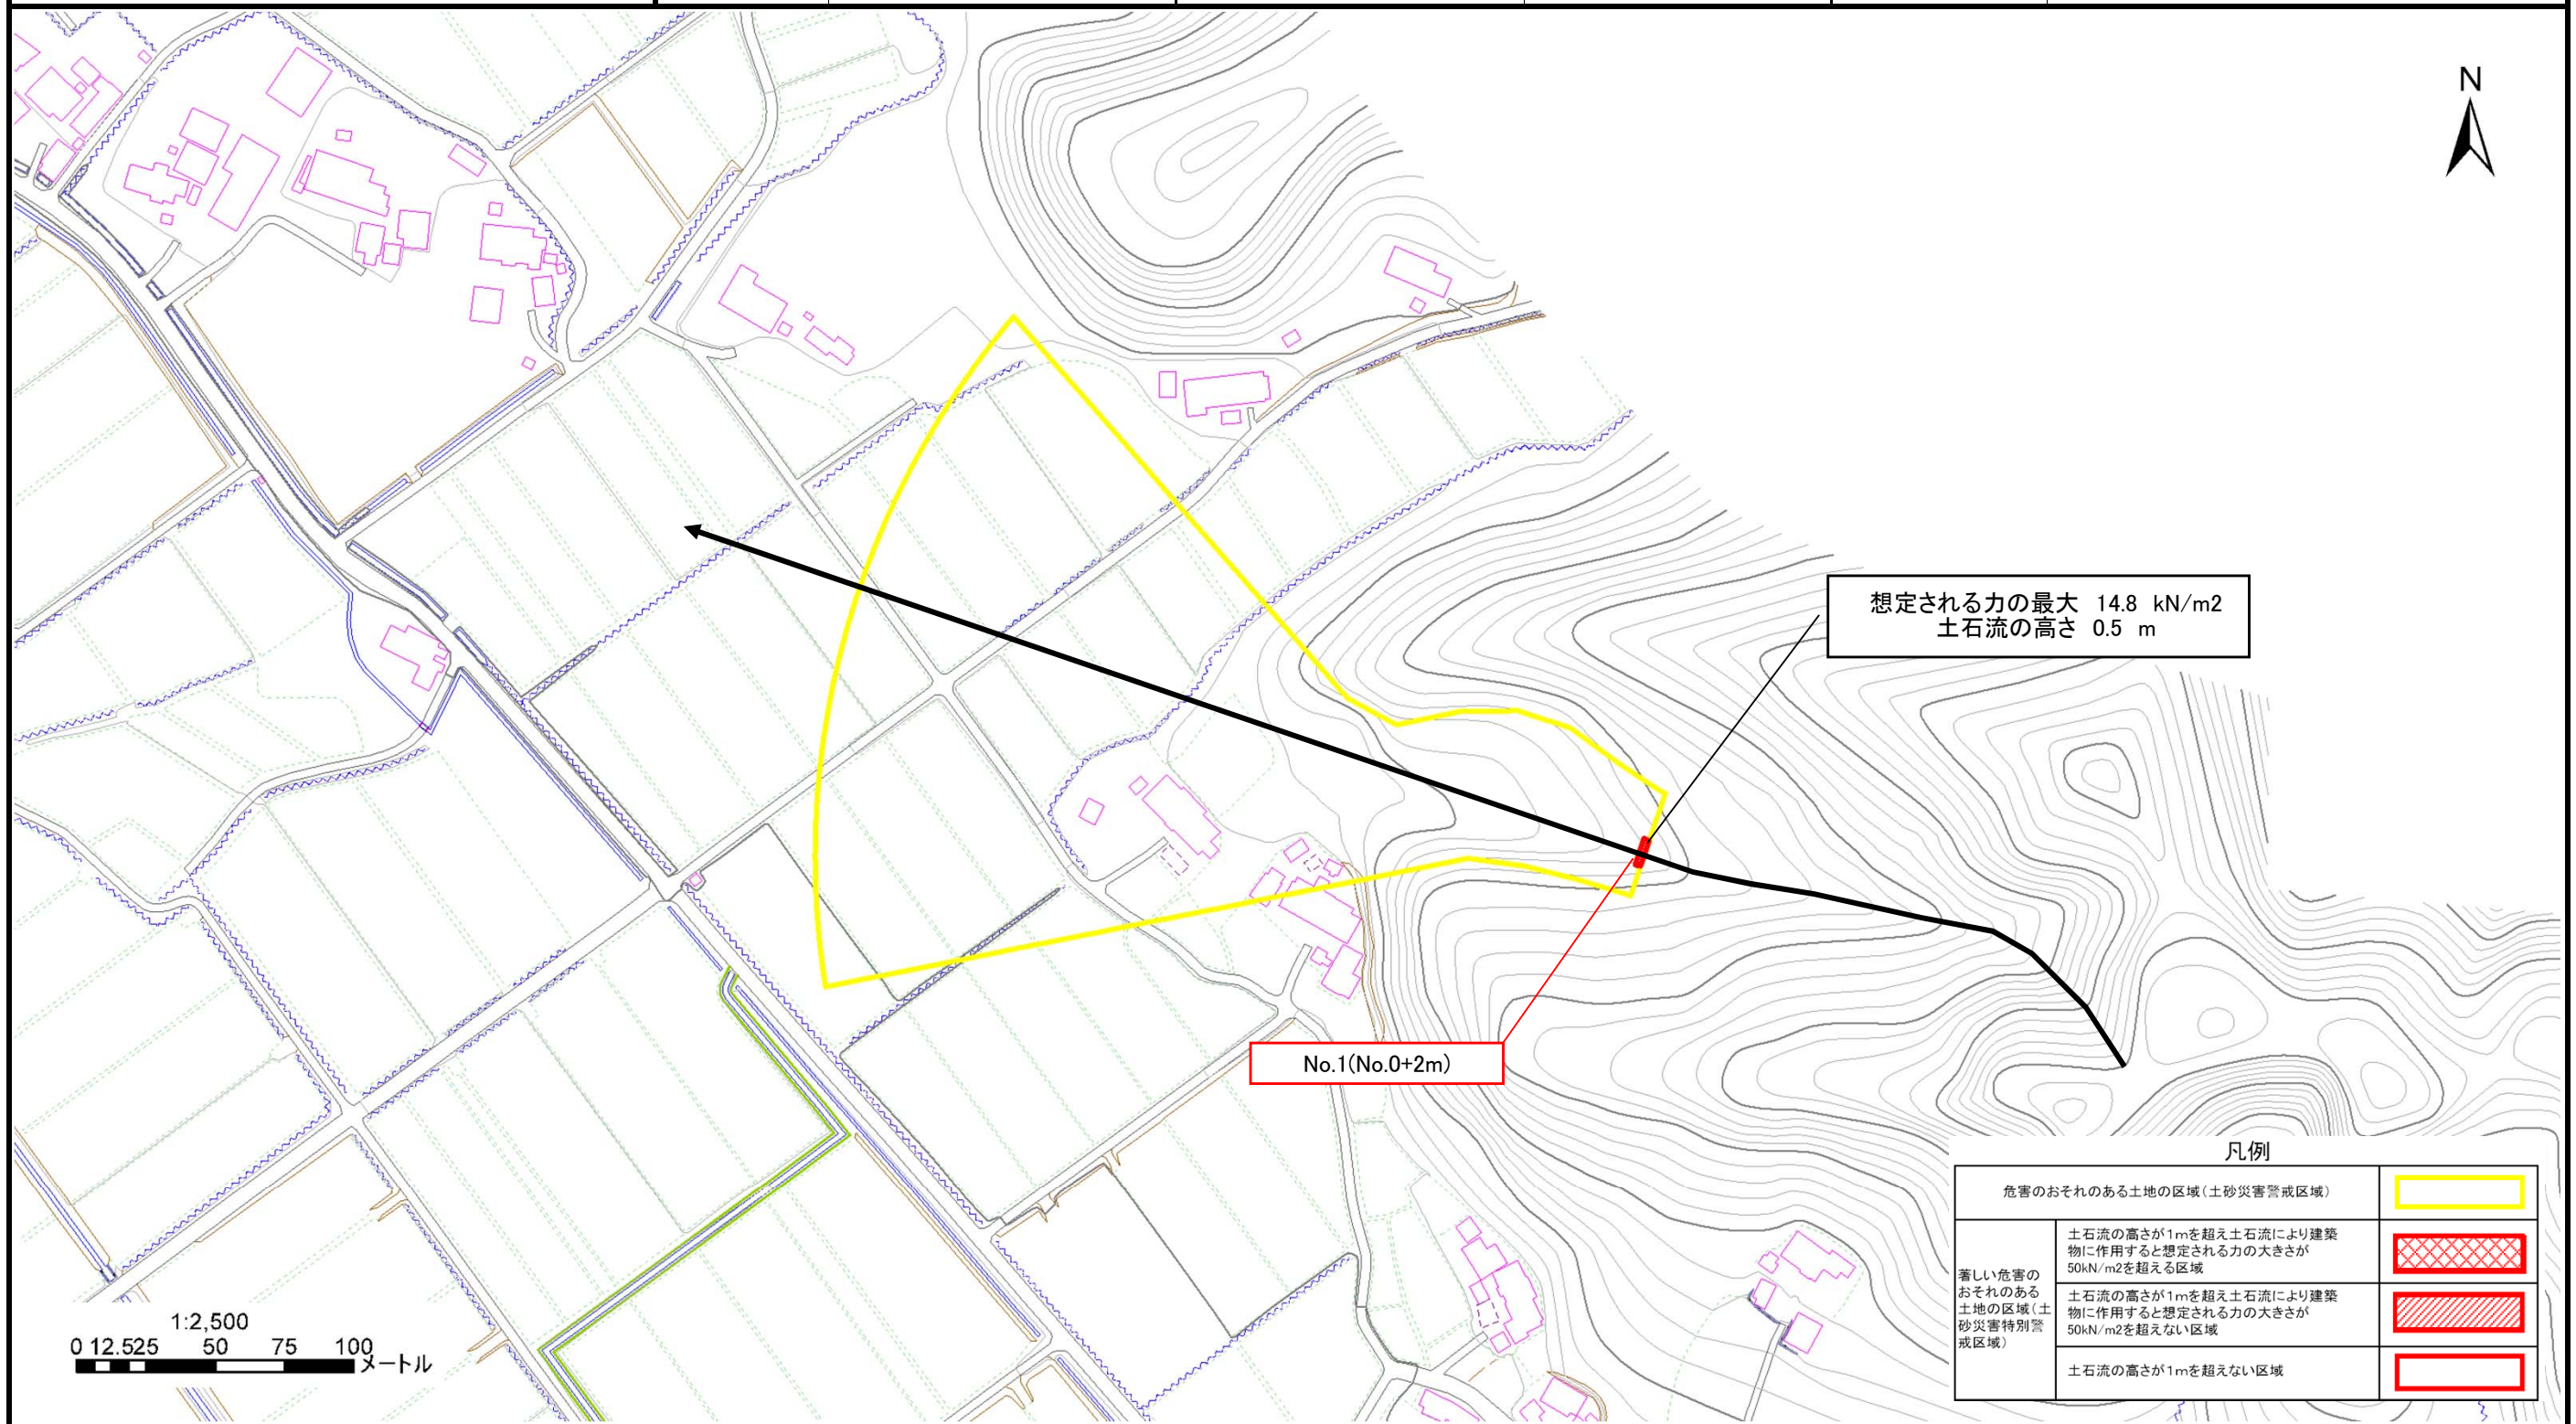 N
想定される力の最大 14.8 kN/m2
土石流の高さ 0.5 m
No.1(No.0+2m)
凡例
危害のおそれのある土地の区域(土砂災害警戒区域)
著しい危害の
おそれのある
土地の区域(土
砂災害特別警
戒区域)
土石流の高さが1mを超え土石流により建築
物に作用すると想定される力の大きさが
50kN/m2を超える区域
土石流の高さが1mを超え土石流により建築
物に作用すると想定される力の大きさが
50kN/m2を超えない区域
土石流の高さが1mを超えない区域
1:2,500
0 12.525 50 75 100
メートル